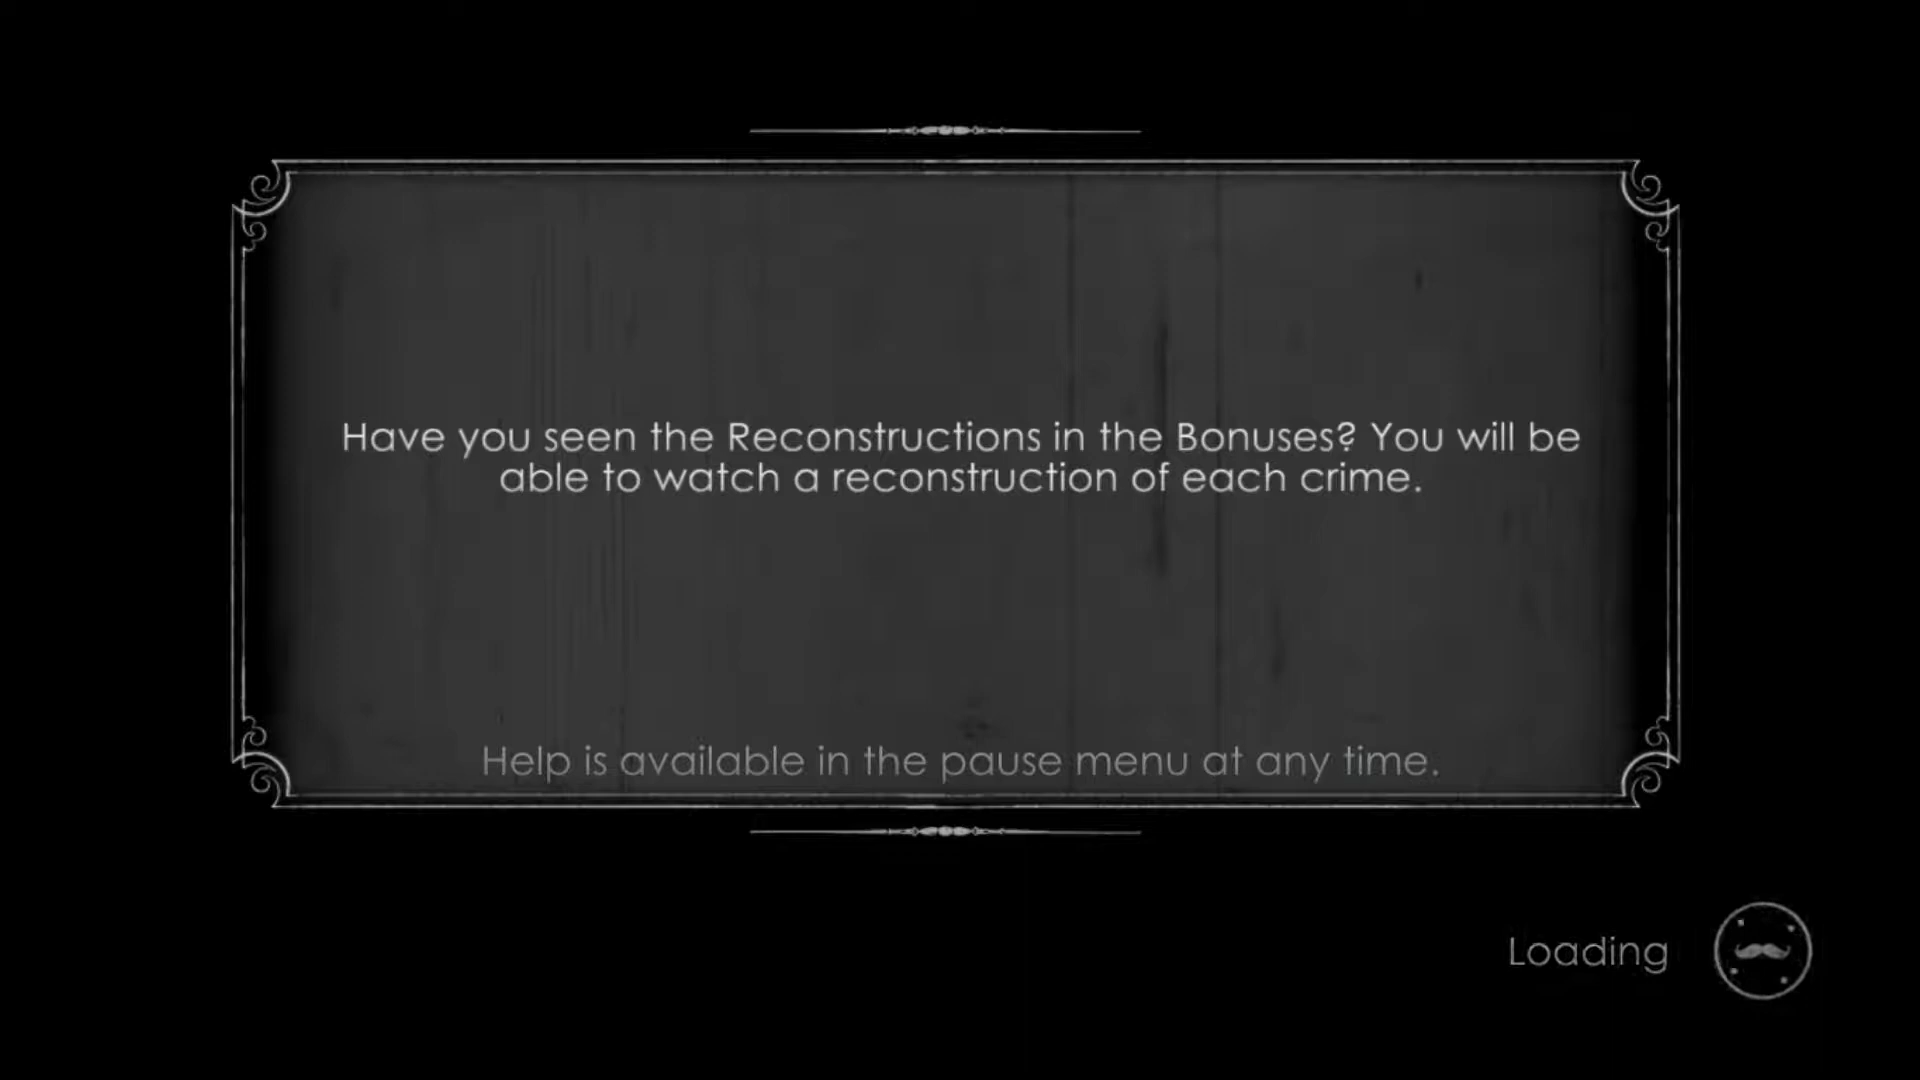 Have you seen the Reconstructions in the Bonuses? You will be
able to watch a reconstruction of each crime.
Help is available in the pause menu at any time.
Loading